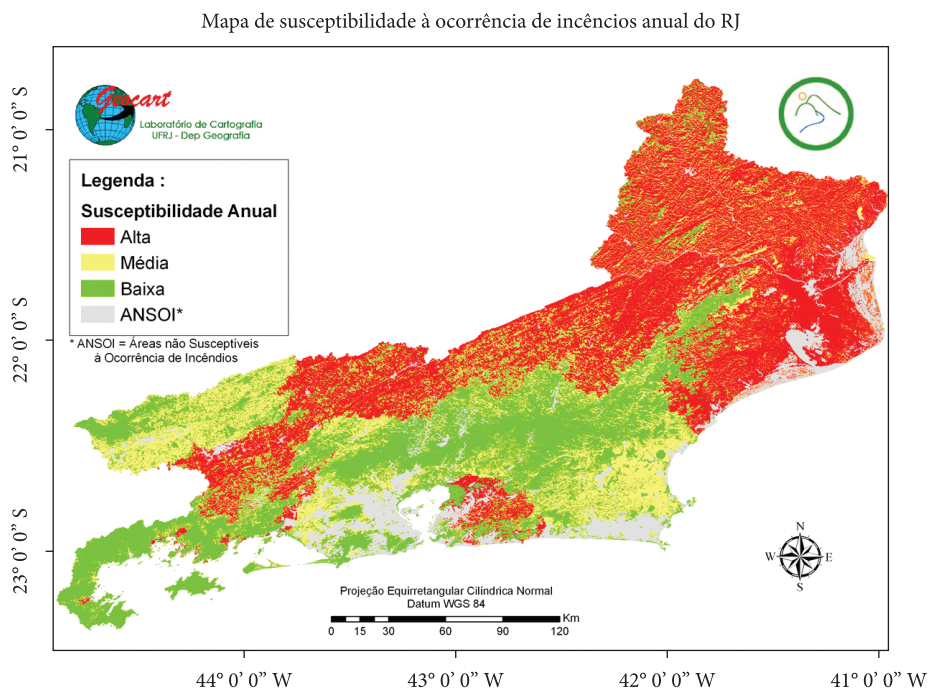 Mapa de susceptibilidade à ocorrência de incêncios anual do RJ
Geocart
Laboratório de Cartografia
UFRJ - Dep Geografia
Legenda :
Susceptibilidade Anual
Alta
Média
Baixa
ANSOI*
* ANSOI = Áreas não Susceptíveis
à Ocorrência de Incêndios
21° 0’ 0” S
22° 0’ 0” S
23° 0’ 0” S
N
W
E
S
Projeção Equirretangular Cilíndrica Normal
Datum WGS 84
Km
0 15 30 60 90 120
44° 0’ 0” W 43° 0’ 0” W 42° 0’ 0” W 41° 0’ 0” W